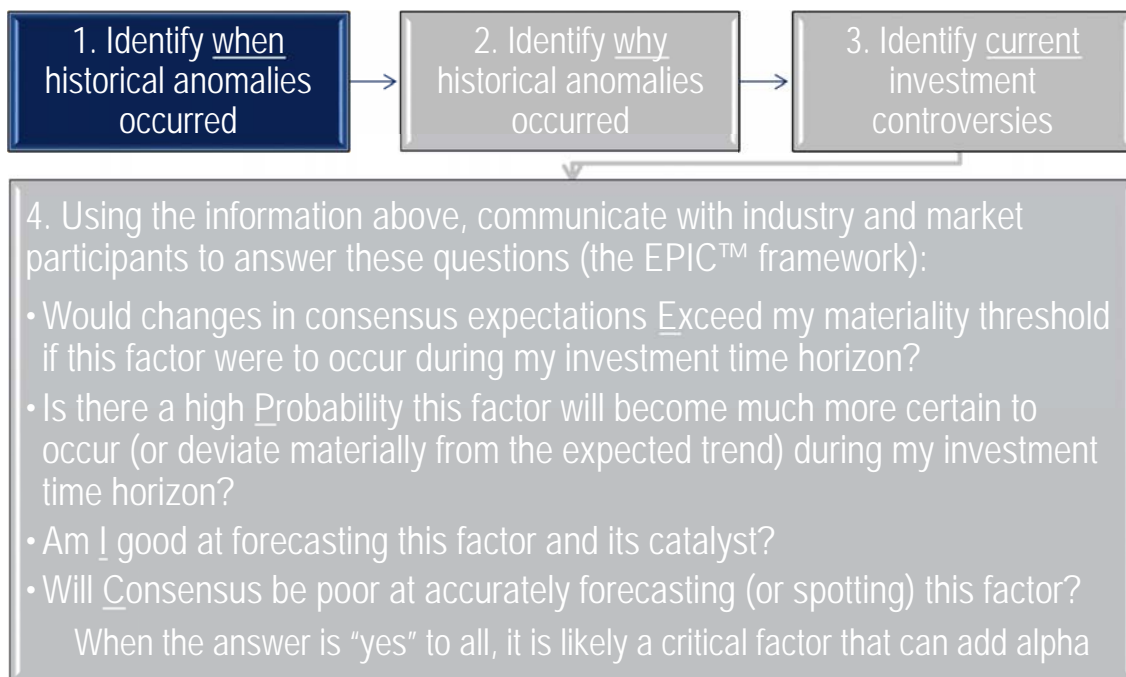 1. Identify when
historical anomalies
occurred
2. Identify why
historical anomalies
occurred
3. Identify current
investment
controversies
4. Using the information above, communicate with industry and market
participants to answer these questions (the EPIC™ framework):
• Would changes in consensus expectations Exceed my materiality threshold
if this factor were to occur during my investment time horizon?
• Is there a high Probability this factor will become much more certain to
occur (or deviate materially from the expected trend) during my investment
time horizon?
• Am I good at forecasting this factor and its catalyst?
• Will Consensus be poor at accurately forecasting (or spotting) this factor?
When the answer is “yes” to all, it is likely a critical factor that can add alpha